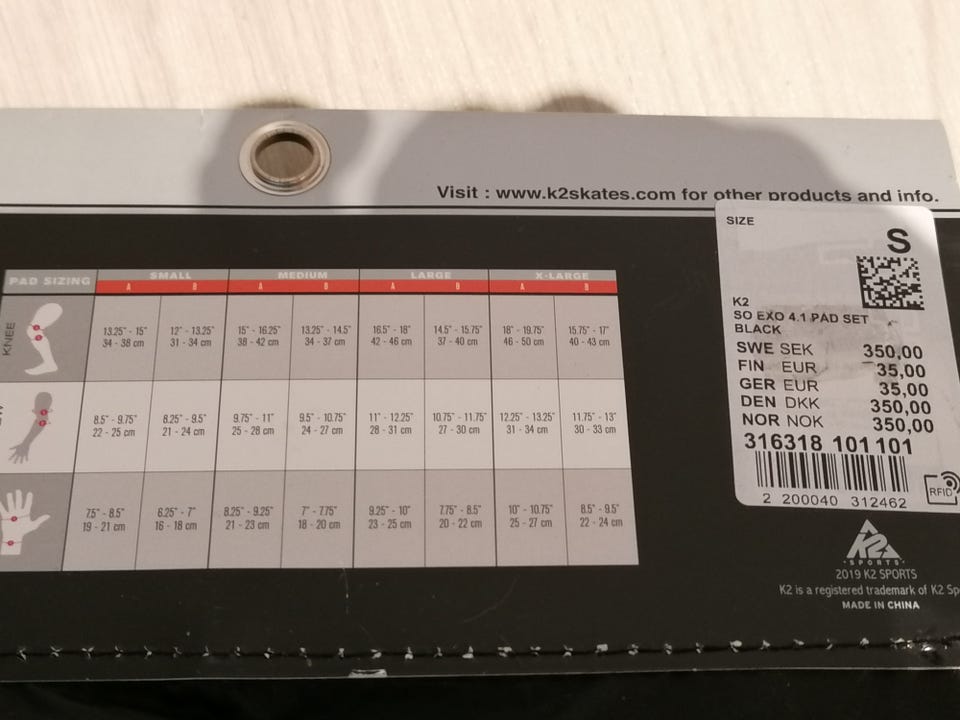 Visit : www.k2skates.com for other products and info.
PAD SIZING SMALL MEDIUM LARGE X-LARGE
A B A B A B A B
KNEE
13.25" - 15" 12" - 13.25" 15" - 16.25" 13.25" - 14.5" 16.5" - 18" 14.5" - 15.75" 18" - 19.75" 15.75" - 17"
34 - 38 cm 31 - 34 cm 38 - 42 cm 34 - 37 cm 42 - 46 cm 37 - 40 cm 46 - 50 cm 40 - 43 cm
8.5" - 9.75" 8.25" - 9.5" 9.75" - 11" 9.5" - 10.75" 11" - 12.25" 10.75" - 11.75" 12.25" - 13.25" 11.75" - 13"
22 - 25 cm 21 - 24 cm 25 - 28 cm 24 - 27 cm 28 - 31 cm 27 - 30 cm 31 - 34 cm 30 - 33 cm
7.5" - 8.5" 6.25" - 7" 8.25" - 9.25" 7" - 7.75" 9.25" - 10" 7.75" - 8.5" 10" - 10.75" 8.5" - 9.5"
19 - 21 cm 16 - 18 cm 21 - 23 cm 18 - 20 cm 23 - 25 cm 20 - 22 cm 25 - 27 cm 22 - 24 cm
SIZE
S
K2
SO EXO 4.1 PAD SET
BLACK
SWE SEK 350,00
FIN EUR 35,00
GER EUR 35,00
DEN DKK 350,00
NOR NOK 350,00
316318 101 101
2 200040 312462
RFID
K2
SPORTS
2019 K2 SPORTS
K2 is a registered trademark of K2 Sp
MADE IN CHINA